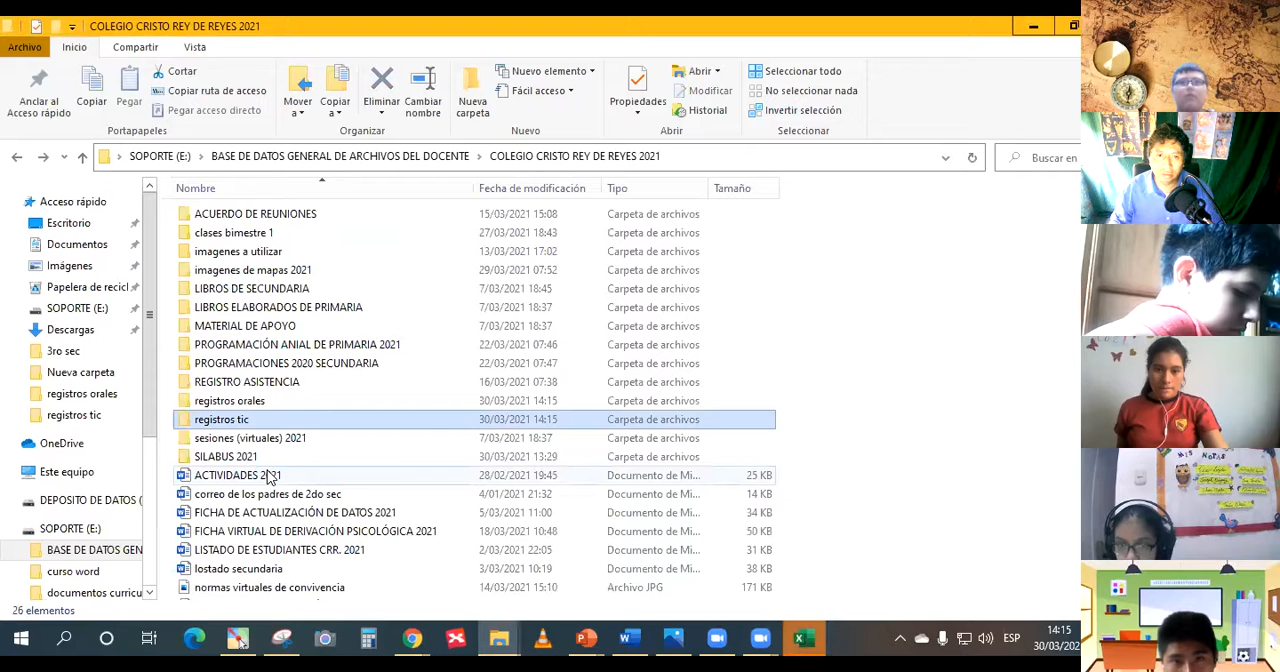 COLEGIO CRISTO REY DE REYES 2021
Archivo Inicio Compartir Vista
Anclar al Acceso rápido
Copiar
Pegar
Cortar
Copiar ruta de acceso
Pegar acceso directo
Portapapeles
Mover a
Copiar a
Eliminar
Cambiar nombre
Organizar
Nueva carpeta
Nuevo elemento
Fácil acceso
Nuevo
Propiedades
Abrir
Modificar
Historial
Abrir
Seleccionar todo
No seleccionar nada
Invertir selección
Seleccionar
SOPORTE (E:) > BASE DE DATOS GENERAL DE ARCHIVOS DEL DOCENTE > COLEGIO CRISTO REY DE REYES 2021
Buscar en
Acceso rápido
Escritorio
Documentos
Imágenes
Papelera de recicl
SOPORTE (E:)
Descargas
3ro sec
Nueva carpeta
registros orales
registros tic
OneDrive
Este equipo
DEPOSITO DE DATOS (
SOPORTE (E:)
BASE DE DATOS GEN
curso word
documentos curricu
Nombre Fecha de modificación Tipo Tamaño
ACUERDO DE REUNIONES 15/03/2021 15:08 Carpeta de archivos
clases bimestre 1 27/03/2021 18:43 Carpeta de archivos
imagenes a utilizar 13/03/2021 17:02 Carpeta de archivos
imagenes de mapas 2021 29/03/2021 07:52 Carpeta de archivos
LIBROS DE SECUNDARIA 7/03/2021 18:45 Carpeta de archivos
LIBROS ELABORADOS DE PRIMARIA 7/03/2021 18:37 Carpeta de archivos
MATERIAL DE APOYO 7/03/2021 18:37 Carpeta de archivos
PROGRAMACIÓN ANIAL DE PRIMARIA 2021 22/03/2021 07:46 Carpeta de archivos
PROGRAMACIONES 2020 SECUNDARIA 22/03/2021 07:47 Carpeta de archivos
REGISTRO ASISTENCIA 16/03/2021 07:38 Carpeta de archivos
registros orales 30/03/2021 14:15 Carpeta de archivos
registros tic 30/03/2021 14:15 Carpeta de archivos
sesiones (virtuales) 2021 7/03/2021 18:37 Carpeta de archivos
SILABUS 2021 30/03/2021 13:29 Carpeta de archivos
ACTIVIDADES 2021 28/02/2021 19:45 Documento de Mi... 25 KB
correo de los padres de 2do sec 4/01/2021 21:32 Documento de Mi... 14 KB
FICHA DE ACTUALIZACIÓN DE DATOS 2021 5/03/2021 11:00 Documento de Mi... 34 KB
FICHA VIRTUAL DE DERIVACIÓN PSICOLÓGICA 2021 18/03/2021 10:48 Documento de Mi... 50 KB
LISTADO DE ESTUDIANTES CRR. 2021 2/03/2021 22:05 Documento de Mi... 31 KB
lostado secundaria 3/03/2021 10:19 Documento de Mi... 38 KB
normas virtuales de convivencia 14/03/2021 15:10 Archivo JPG 171 KB
26 elementos
ESP
14:15
30/03/202
MIS NORMAS